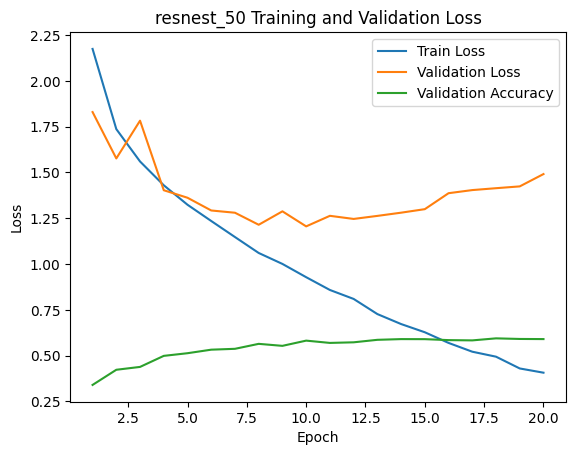 resnest_50 Training and Validation Loss
Train Loss
Validation Loss
Validation Accuracy
Loss
2.25
2.00
1.75
1.50
1.25
1.00
0.75
0.50
0.25
2.5 5.0 7.5 10.0 12.5 15.0 17.5 20.0
Epoch